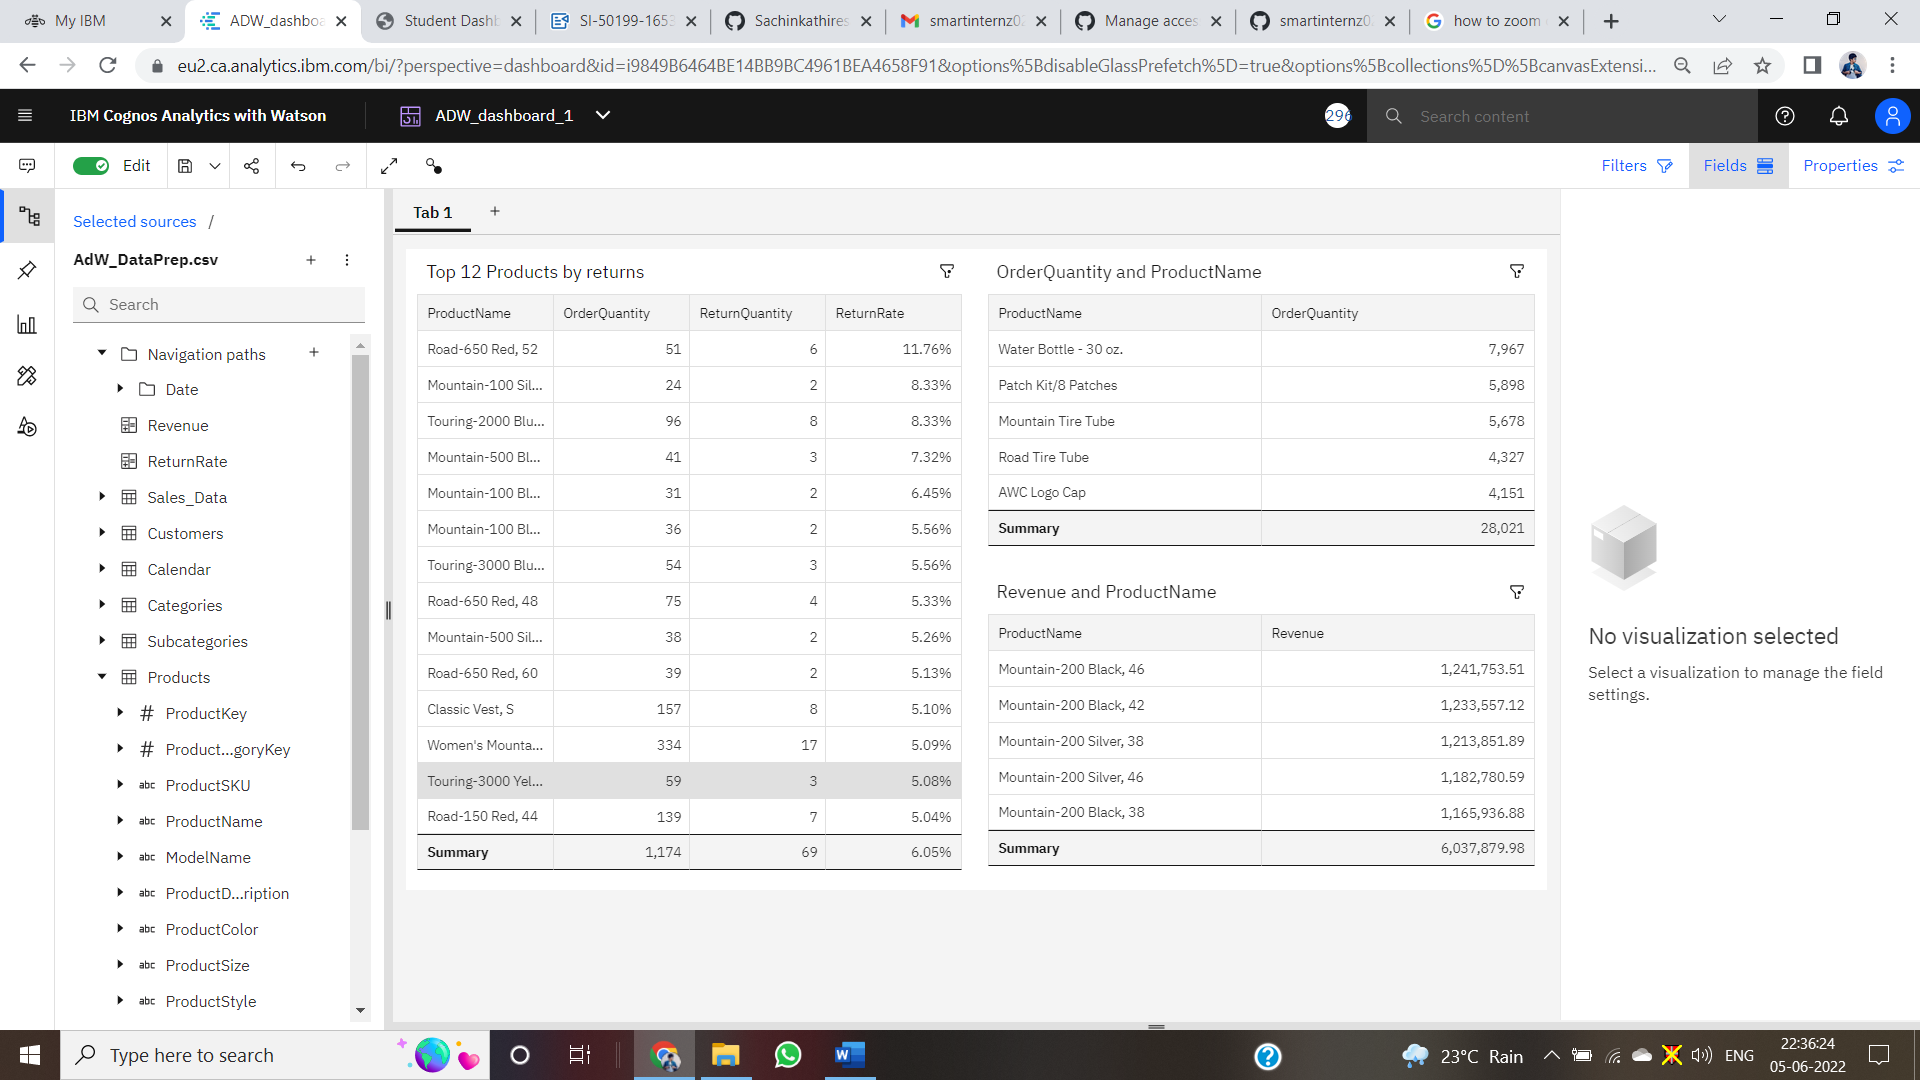 My IBM
ADW_dashboa
Student Dashb
SI-50199-1653
Sachinkathires
smartinternz02
Manage acces
smartinternz02
how to zoom
eu2.ca.analytics.ibm.com/bi/?perspective=dashboard&id=i9849B6464BE14BB9BC4961BEA4658F91&options%5BdisableGlassPrefetch%5D=true&options%5Bcollections%5D%5BcanvasExtensi...
IBM Cognos Analytics with Watson
ADW_dashboard_1
296
Search content
Edit
Filters
Fields
Properties
Selected sources /
AdW_DataPrep.csv
Search
Navigation paths
Date
Revenue
ReturnRate
Sales_Data
Customers
Calendar
Categories
Subcategories
Products
# ProductKey
# Product...goryKey
abc ProductSKU
abc ProductName
abc ModelName
abc ProductD...ription
abc ProductColor
abc ProductSize
abc ProductStyle
Tab 1
Top 12 Products by returns
ProductName OrderQuantity ReturnQuantity ReturnRate
Road-650 Red, 52 51 6 11.76%
Mountain-100 Sil... 24 2 8.33%
Touring-2000 Blu... 96 8 8.33%
Mountain-500 Bl... 41 3 7.32%
Mountain-100 Bl... 31 2 6.45%
Mountain-100 Bl... 36 2 5.56%
Touring-3000 Blu... 54 3 5.56%
Road-650 Red, 48 75 4 5.33%
Mountain-500 Sil... 38 2 5.26%
Road-650 Red, 60 39 2 5.13%
Classic Vest, S 157 8 5.10%
Women's Mounta... 334 17 5.09%
Touring-3000 Yel... 59 3 5.08%
Road-150 Red, 44 139 7 5.04%
Summary 1,174 69 6.05%
OrderQuantity and ProductName
ProductName OrderQuantity
Water Bottle - 30 oz. 7,967
Patch Kit/8 Patches 5,898
Mountain Tire Tube 5,678
Road Tire Tube 4,327
AWC Logo Cap 4,151
Summary 28,021
Revenue and ProductName
ProductName Revenue
Mountain-200 Black, 46 1,241,753.51
Mountain-200 Black, 42 1,233,557.12
Mountain-200 Silver, 38 1,213,851.89
Mountain-200 Silver, 46 1,182,780.59
Mountain-200 Black, 38 1,165,936.88
Summary 6,037,879.98
No visualization selected
Select a visualization to manage the field
settings.
Type here to search
23°C Rain
ENG
22:36:24
05-06-2022